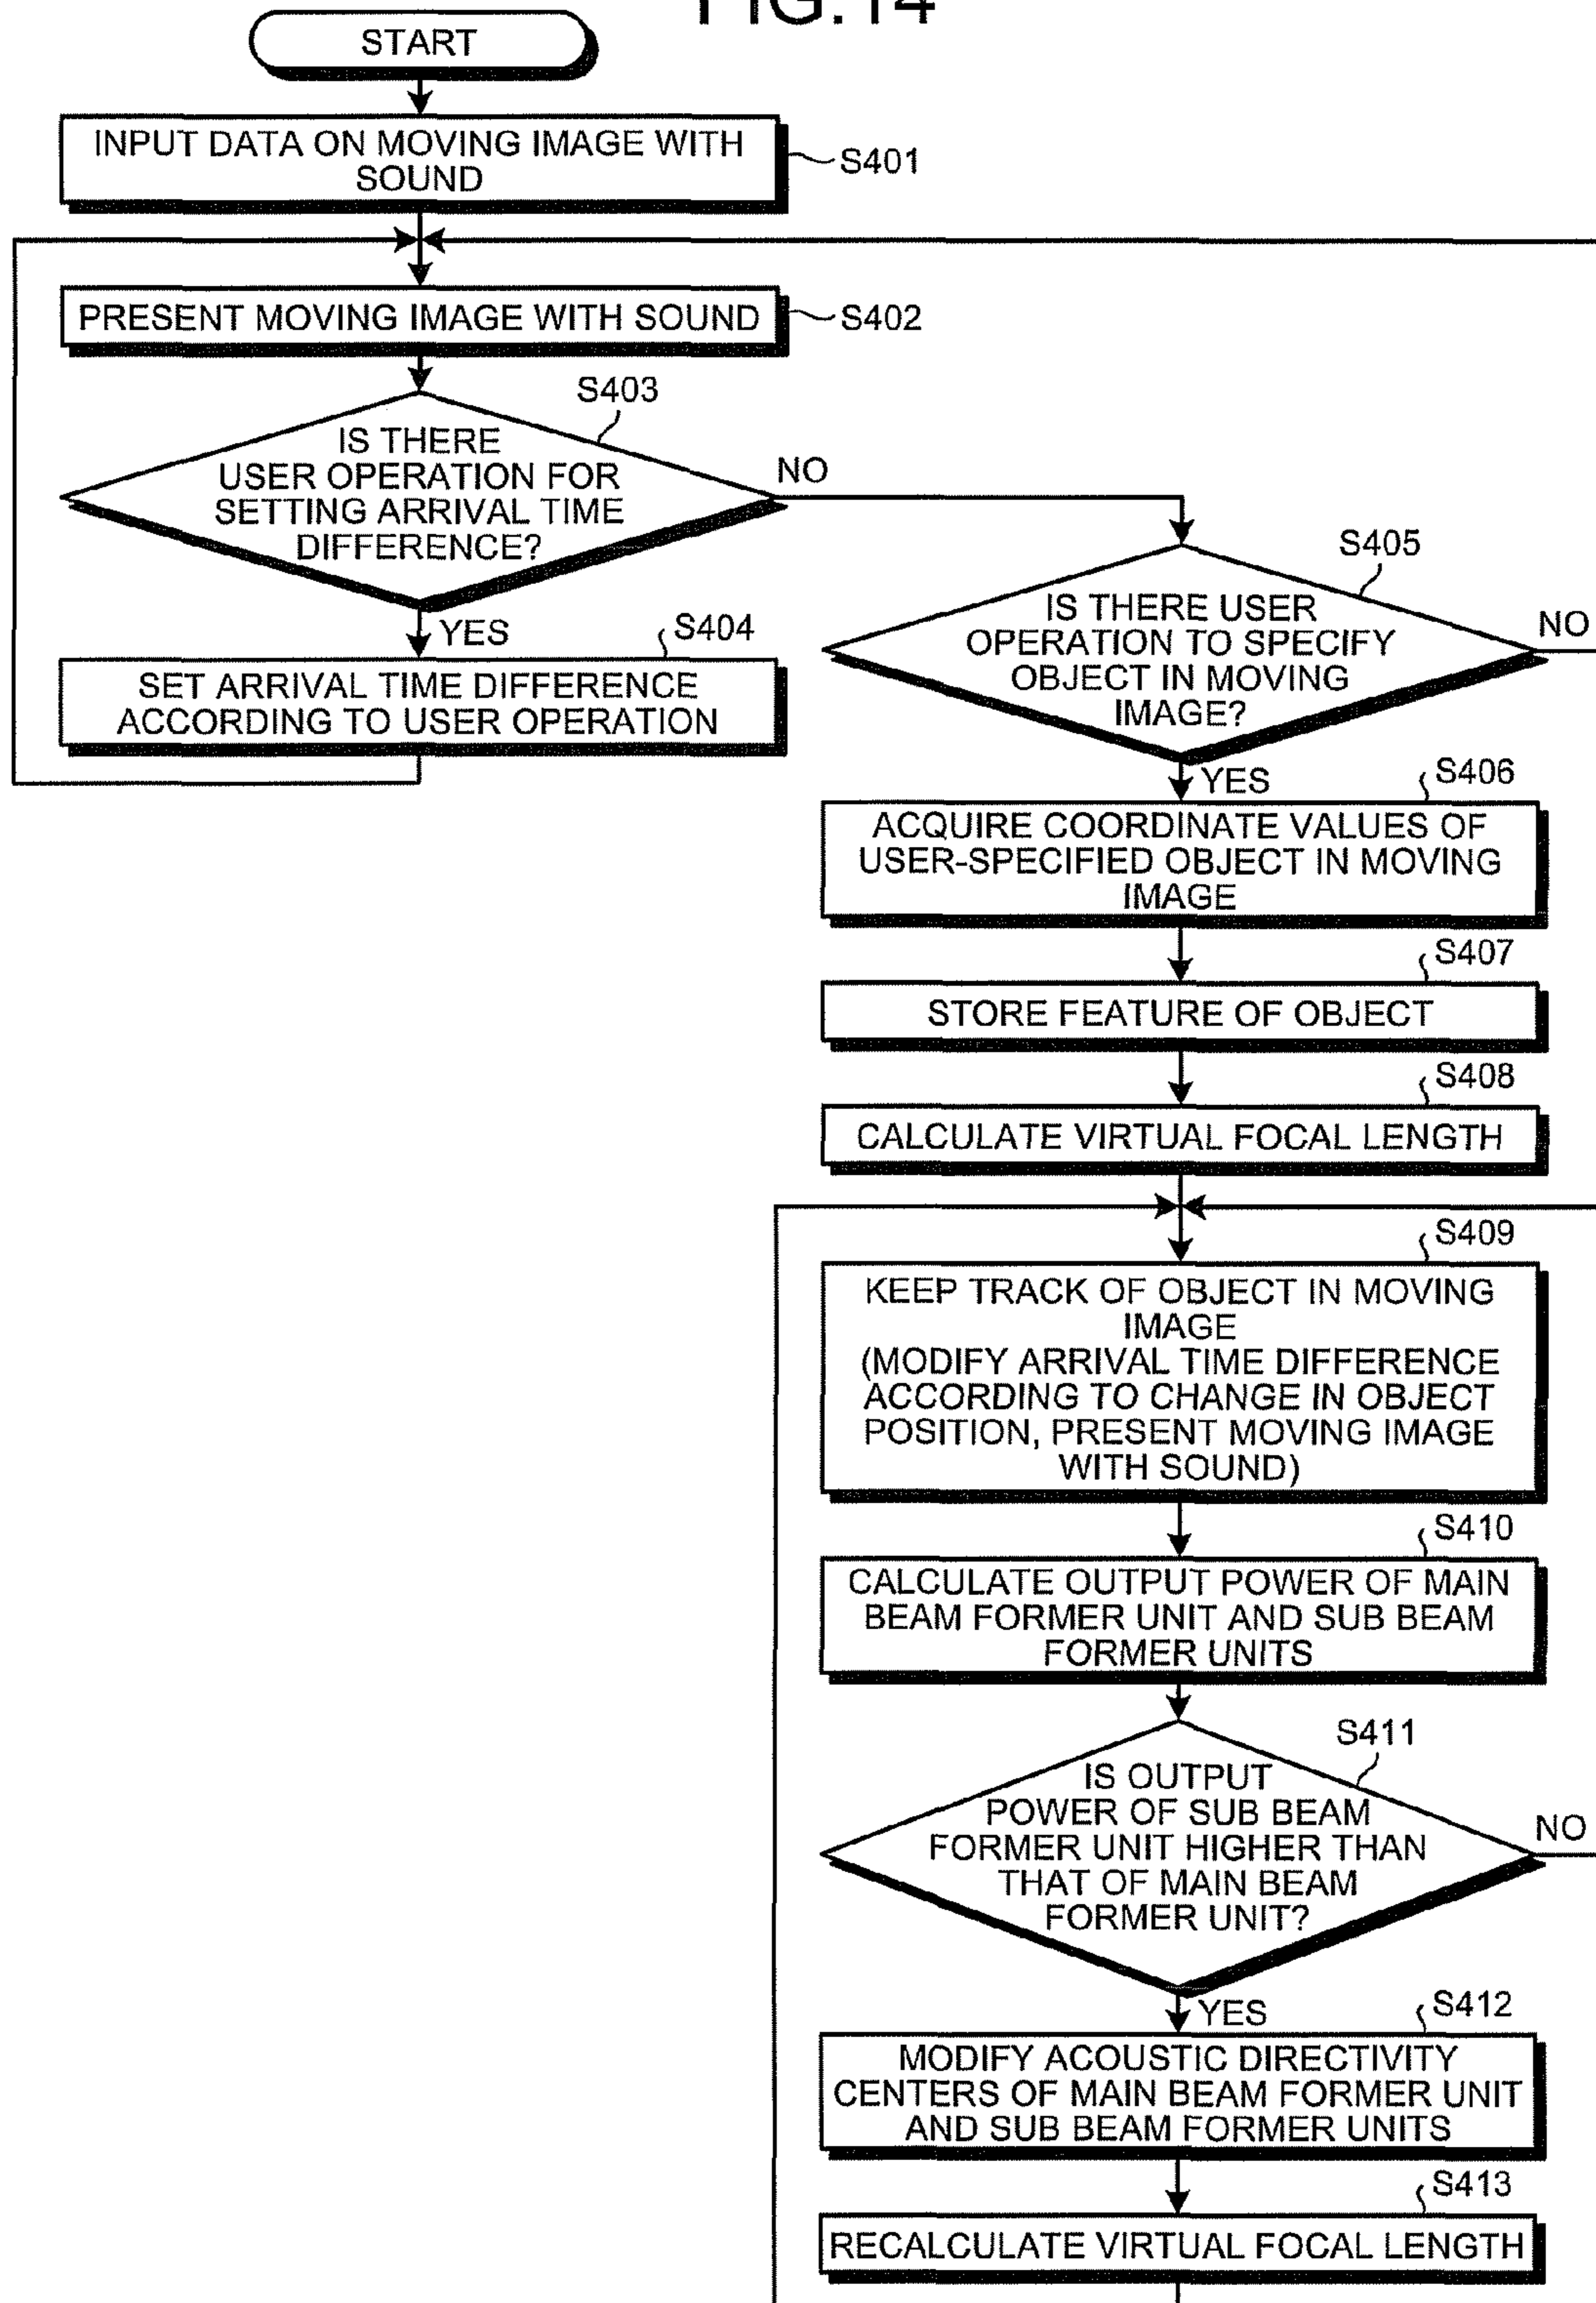 FIG.14
START
INPUT DATA ON MOVING IMAGE WITH
SOUND
S401
PRESENT MOVING IMAGE WITH SOUND
S402
S403
IS THERE
USER OPERATION FOR
SETTING ARRIVAL TIME
DIFFERENCE?
NO
YES
S404
SET ARRIVAL TIME DIFFERENCE
ACCORDING TO USER OPERATION
S405
IS THERE USER
OPERATION TO SPECIFY
OBJECT IN MOVING
IMAGE?
NO
YES
S406
ACQUIRE COORDINATE VALUES OF
USER-SPECIFIED OBJECT IN MOVING
IMAGE
S407
STORE FEATURE OF OBJECT
S408
CALCULATE VIRTUAL FOCAL LENGTH
S409
KEEP TRACK OF OBJECT IN MOVING
IMAGE
(MODIFY ARRIVAL TIME DIFFERENCE
ACCORDING TO CHANGE IN OBJECT
POSITION, PRESENT MOVING IMAGE
WITH SOUND)
S410
CALCULATE OUTPUT POWER OF MAIN
BEAM FORMER UNIT AND SUB BEAM
FORMER UNITS
S411
IS OUTPUT
POWER OF SUB BEAM
FORMER UNIT HIGHER THAN
THAT OF MAIN BEAM
FORMER UNIT?
NO
YES
S412
MODIFY ACOUSTIC DIRECTIVITY
CENTERS OF MAIN BEAM FORMER UNIT
AND SUB BEAM FORMER UNITS
S413
RECALCULATE VIRTUAL FOCAL LENGTH